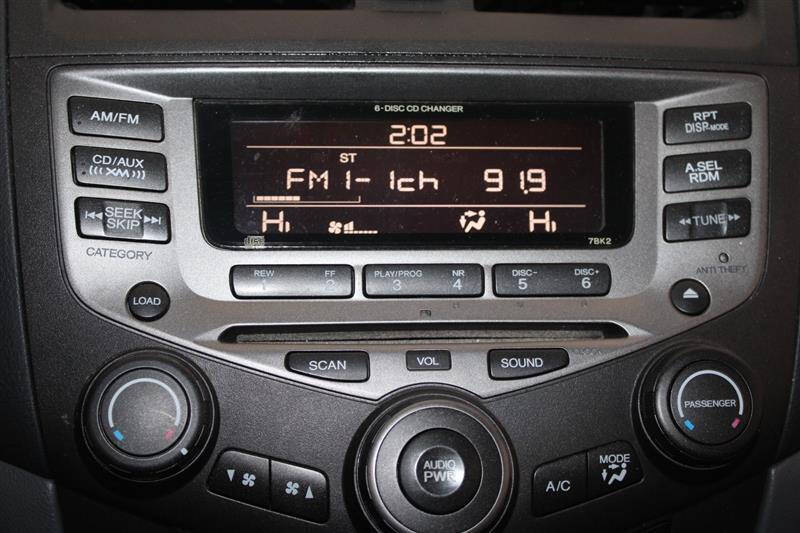 6-DISC CD CHANGER
AM/FM
2:02
RPT
DISP-MODE
CD/AUX
(((XM)))
ST
FM1-1ch 91.9
A.SEL
RDM
SEEK
SKIP
Hi Hi
TUNE
CATEGORY
7BK2
ANTI THEFT
REW
1
FF
2
PLAY/PROG
3
NR
4
DISC-
5
DISC+
6
LOAD
SCAN
VOL
SOUND
PASSENGER
AUDIO
PWR
A/C
MODE